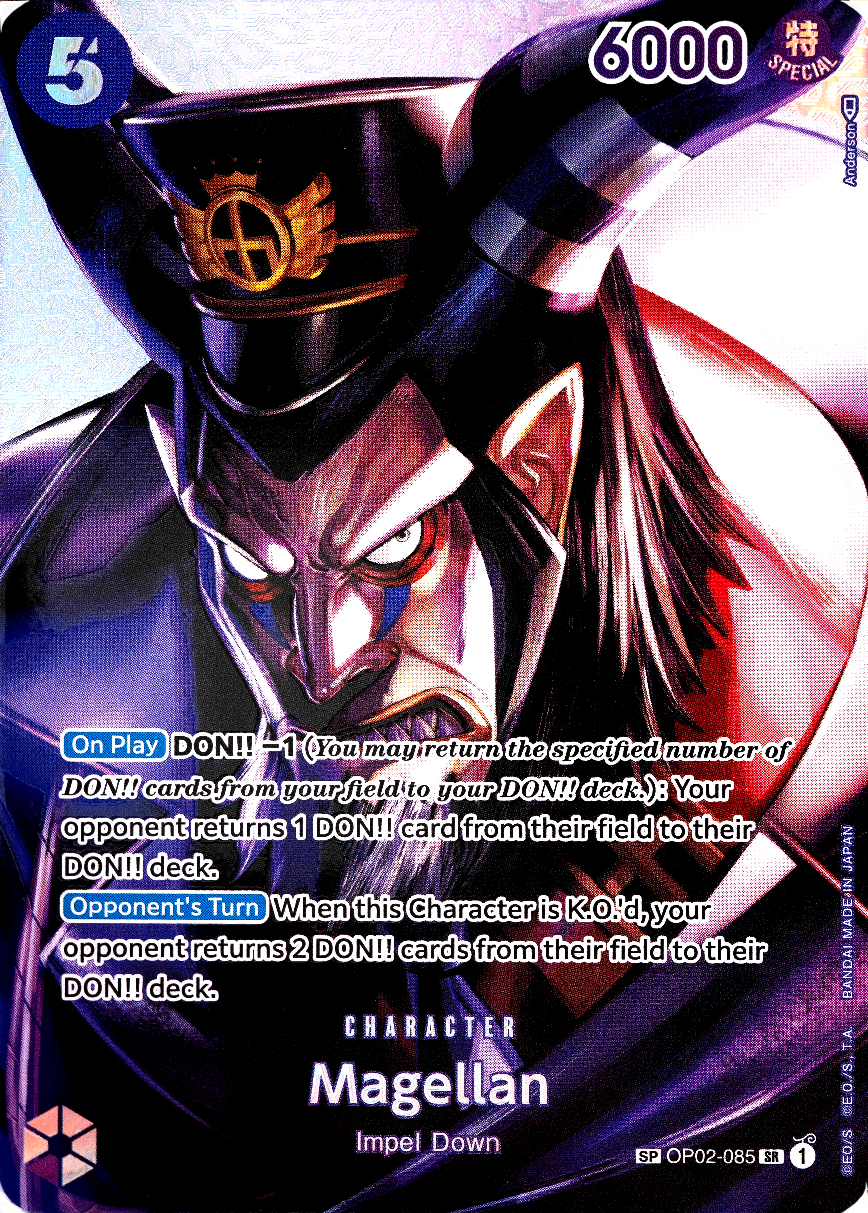 5
6000
特
SPECIAL
Anderson
On Play DON!! −1 (You may return the specified number of
DON!! cards from your field to your DON!! deck.): Your
opponent returns 1 DON!! card from their field to their
DON!! deck.
Opponent's Turn When this Character is K.O.'d, your
opponent returns 2 DON!! cards from their field to their
DON!! deck.
CHARACTER
Magellan
Impel Down
SP OP02-085 SR 1
©E.O/S ©E.O./S., T.A. BANDAI MADE IN JAPAN